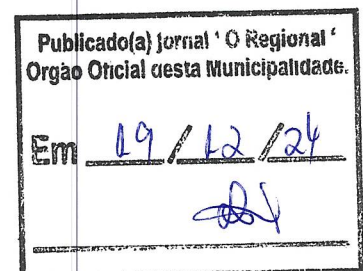 Publicado(a) jornal ' O Regional '
Orgão Oficial desta Municipalidade.
Em 19 / 12 / 24